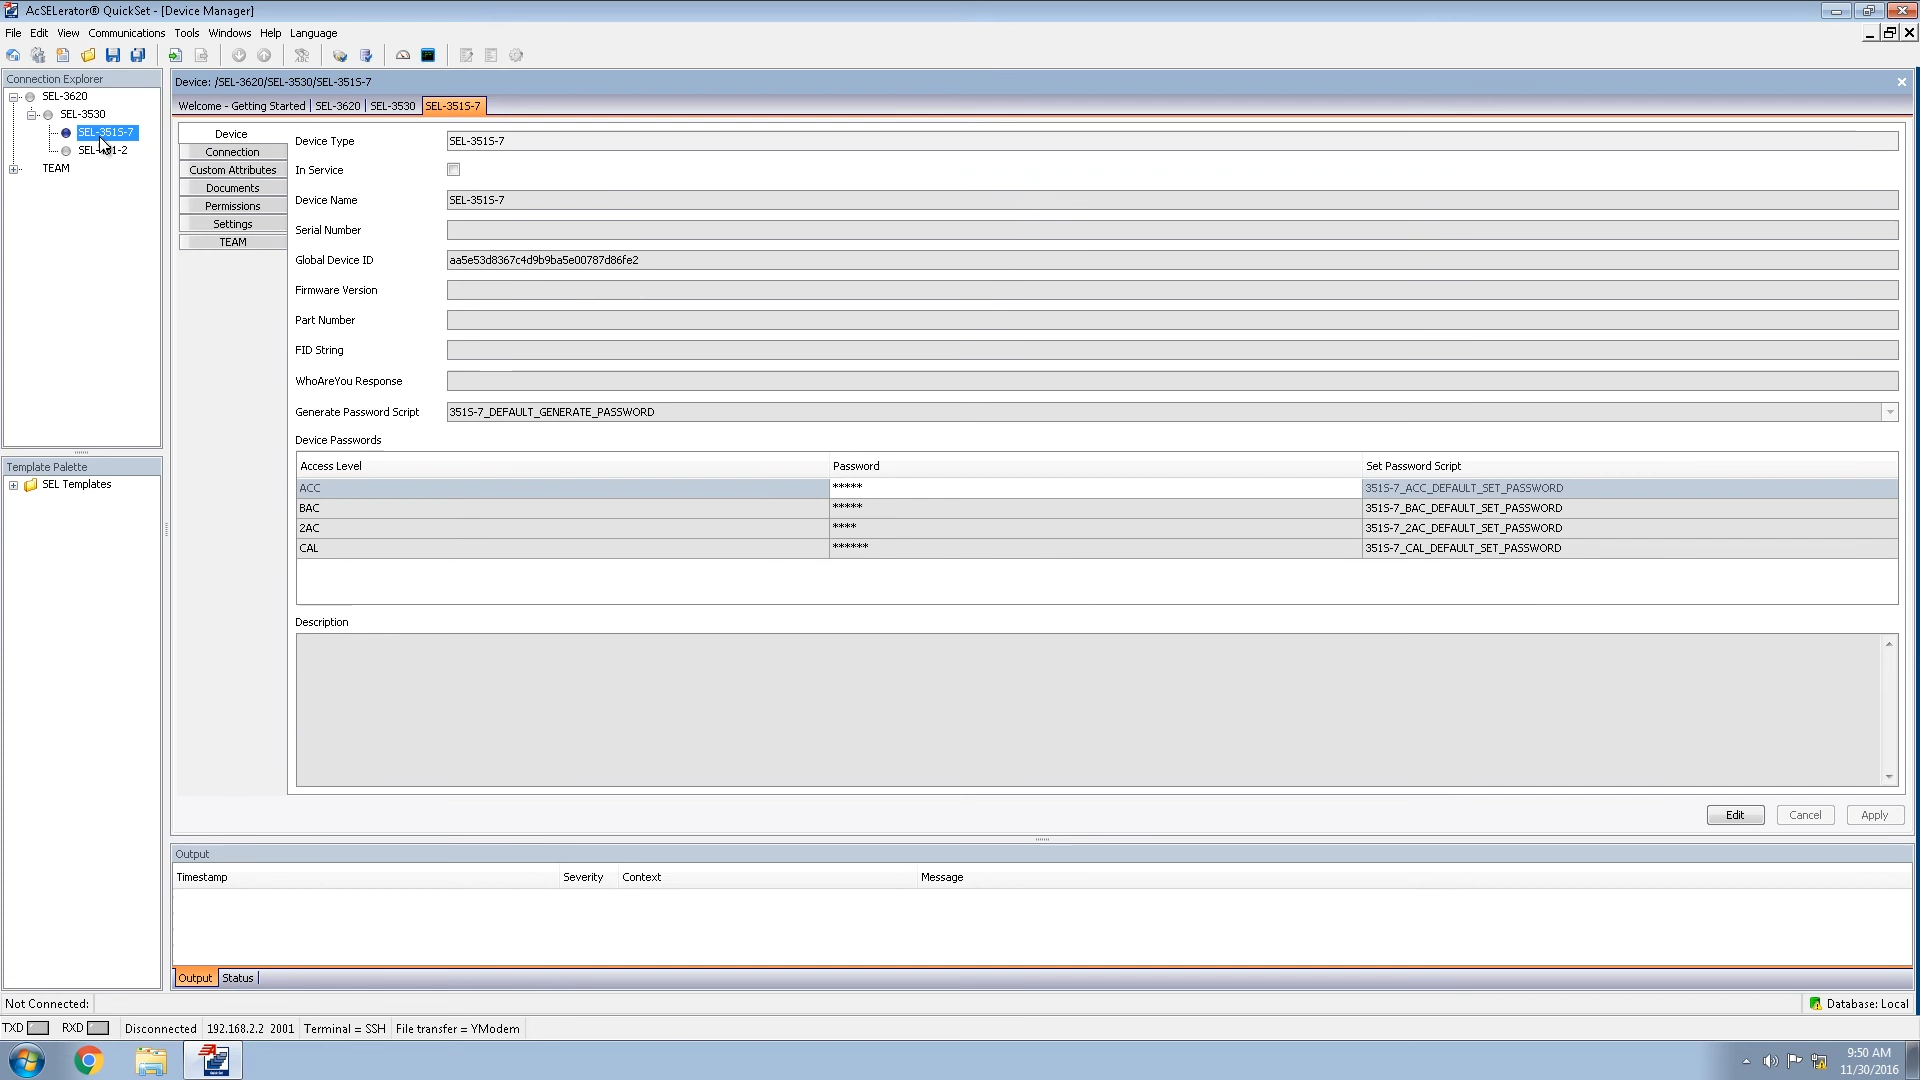 AcSELerator® QuickSet - [Device Manager]
File Edit View Communications Tools Windows Help Language
Connection Explorer
SEL-3620
SEL-3530
SEL-351S-7
TEAM
Template Palette
SEL Templates
Device: /SEL-3620/SEL-3530/SEL-351S-7
Welcome - Getting Started SEL-3620 SEL-3530 SEL-351S-7
Device
Connection
Custom Attributes
Documents
Permissions
Settings
TEAM
Device Type SEL-351S-7
In Service
Device Name SEL-351S-7
Serial Number
Global Device ID aa5e53d8367c4d9b9ba5e00787d86fe2
Firmware Version
Part Number
FID String
WhoAreYou Response
Generate Password Script 351S-7_DEFAULT_GENERATE_PASSWORD
Device Passwords
Access Level Password Set Password Script
ACC ***** 351S-7_ACC_DEFAULT_SET_PASSWORD
BAC ***** 351S-7_BAC_DEFAULT_SET_PASSWORD
2AC **** 351S-7_2AC_DEFAULT_SET_PASSWORD
CAL ****** 351S-7_CAL_DEFAULT_SET_PASSWORD
Description
Edit Cancel Apply
Output
Timestamp Severity Context Message
Output Status
Not Connected: Database: Local
TXD RXD Disconnected 192.168.2.2 2001 Terminal = SSH File transfer = YModem
9:50 AM
11/30/2016